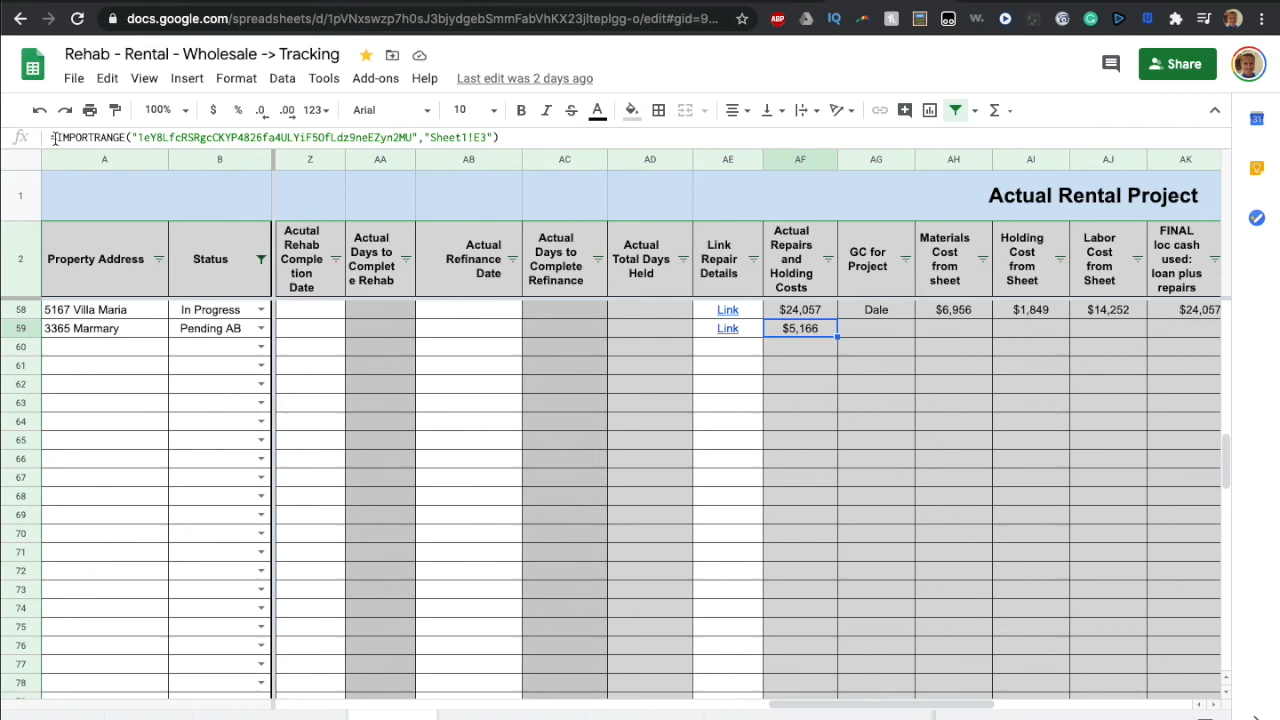 docs.google.com/spreadsheets/d/1pVNxswzp7h0sJ3bjydgebSmmFabVhKX23jlteplgg-o/edit#gid=9...
Rehab - Rental - Wholesale -> Tracking
File Edit View Insert Format Data Tools Add-ons Help Last edit was 2 days ago
Share
100% $ % .0 .00 123 Arial 10 B I S A
fx =IMPORTRANGE("1eY8LfcRSRgcCKYP4826fa4ULYiF5OfLdz9neEZyn2MU","Sheet1!E3")
A B Z AA AB AC AD AE AF AG AH AI AJ AK
1 Actual Rental Project
2 Property Address Status Acutal Rehab Comple tion Date Actual Days to Complet e Rehab Actual Refinance Date Actual Days to Complete Refinance Actual Total Days Held Link Repair Details Actual Repairs and Holding Costs GC for Project Materials Cost from sheet Holding Cost from Sheet Labor Cost from Sheet FINAL loc cash used: loan plus repairs
58 5167 Villa Maria In Progress Link $24,057 Dale $6,956 $1,849 $14,252 $24,057
59 3365 Marmary Pending AB Link $5,166
60
61
62
63
64
65
66
67
68
69
70
71
72
73
74
75
76
77
78